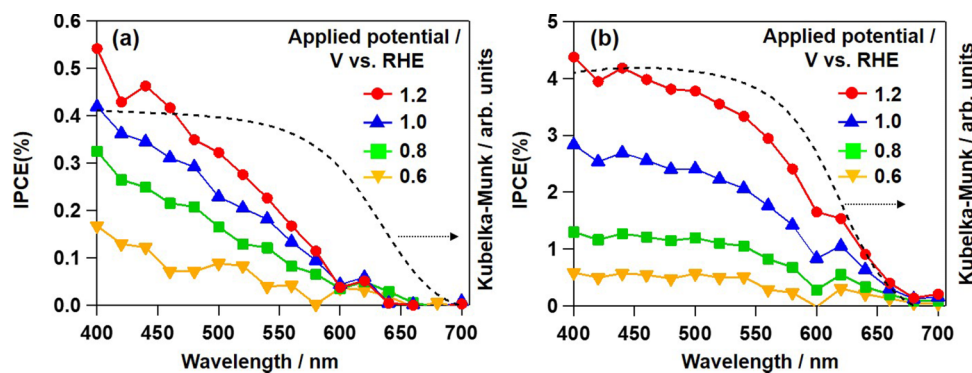 (a)
Applied potential /
V vs. RHE
1.2
1.0
0.8
0.6
IPCE(%)
0.6
0.5
0.4
0.3
0.2
0.1
0.0
400 450 500 550 600 650 700
Wavelength / nm
Kubelka-Munk / arb. units
(b)
Applied potential /
V vs. RHE
1.2
1.0
0.8
0.6
IPCE(%)
5
4
3
2
1
0
400 450 500 550 600 650 700
Wavelength / nm
Kubelka-Munk / arb. units